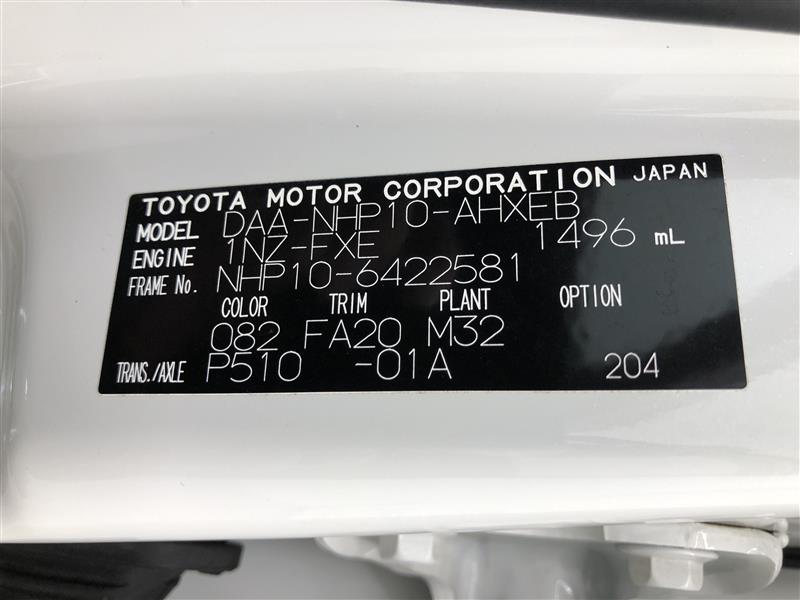 TOYOTA MOTOR CORPORATION JAPAN
MODEL DAA-NHP10-AHXEB
ENGINE 1NZ-FXE 1496 mL
FRAME No. NHP10-6422581
COLOR TRIM PLANT OPTION
082 FA20 M32
TRANS./AXLE P510 -01A 204